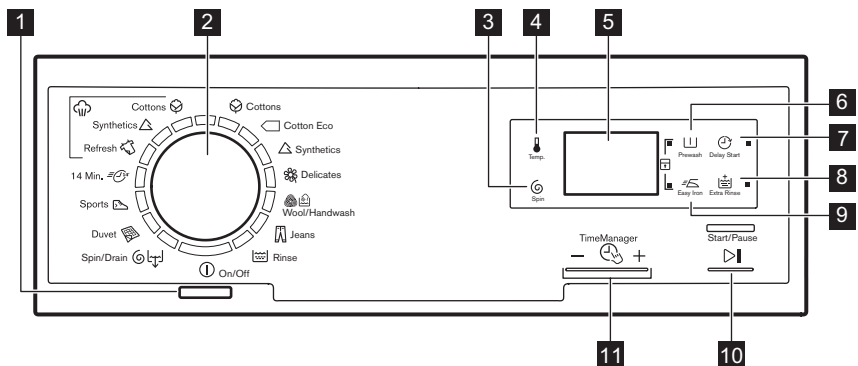 1
2
3
4
5
6
7
8
9
10
11
Cottons
Synthetics
Refresh
14 Min.
Sports
Duvet
Spin/Drain
On/Off
Cottons
Cotton Eco
Synthetics
Delicates
Wool/Handwash
Jeans
Rinse
Temp.
Spin
Prewash
Delay Start
Easy Iron
Extra Rinse
TimeManager
− +
Start/Pause